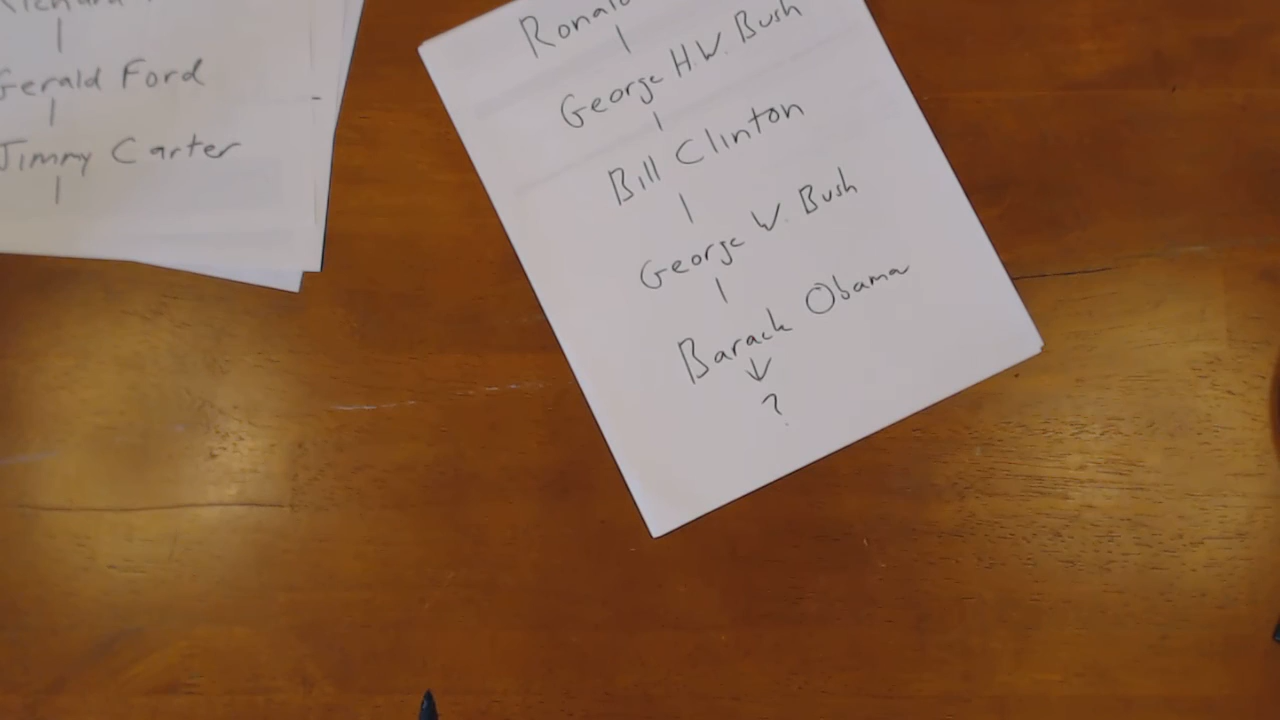 Gerald Ford
Jimmy Carter
George H.W. Bush
Bill Clinton
George W. Bush
Barack Obama
?